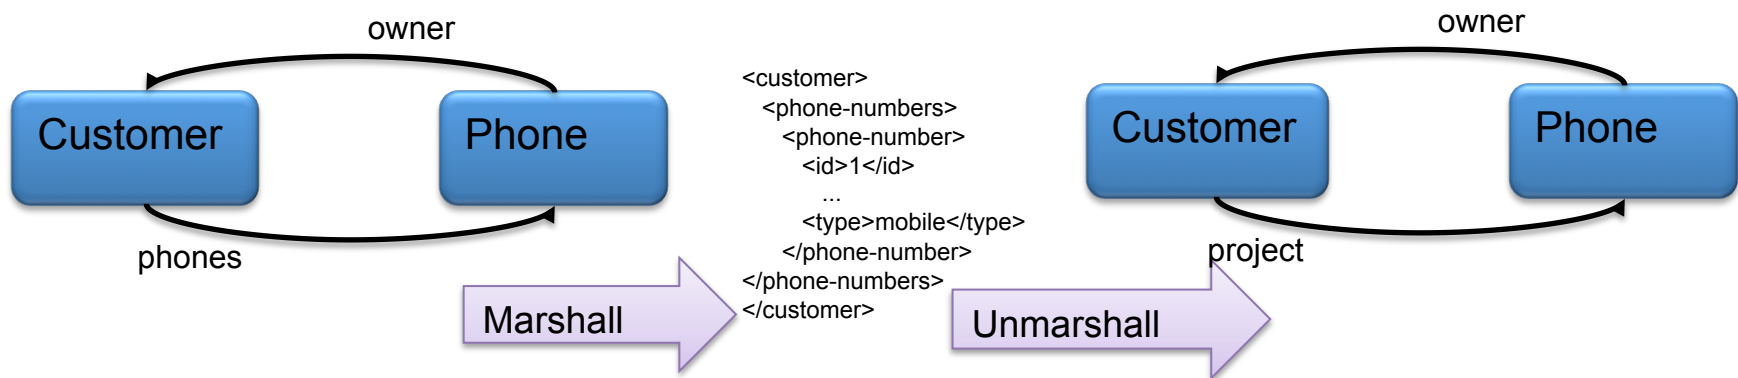 owner
Customer
Phone
phones
Marshall
<customer>
<phone-numbers>
<phone-number>
<id>1</id>
...
<type>mobile</type>
</phone-number>
</phone-numbers>
</customer>
Unmarshall
owner
Customer
Phone
project